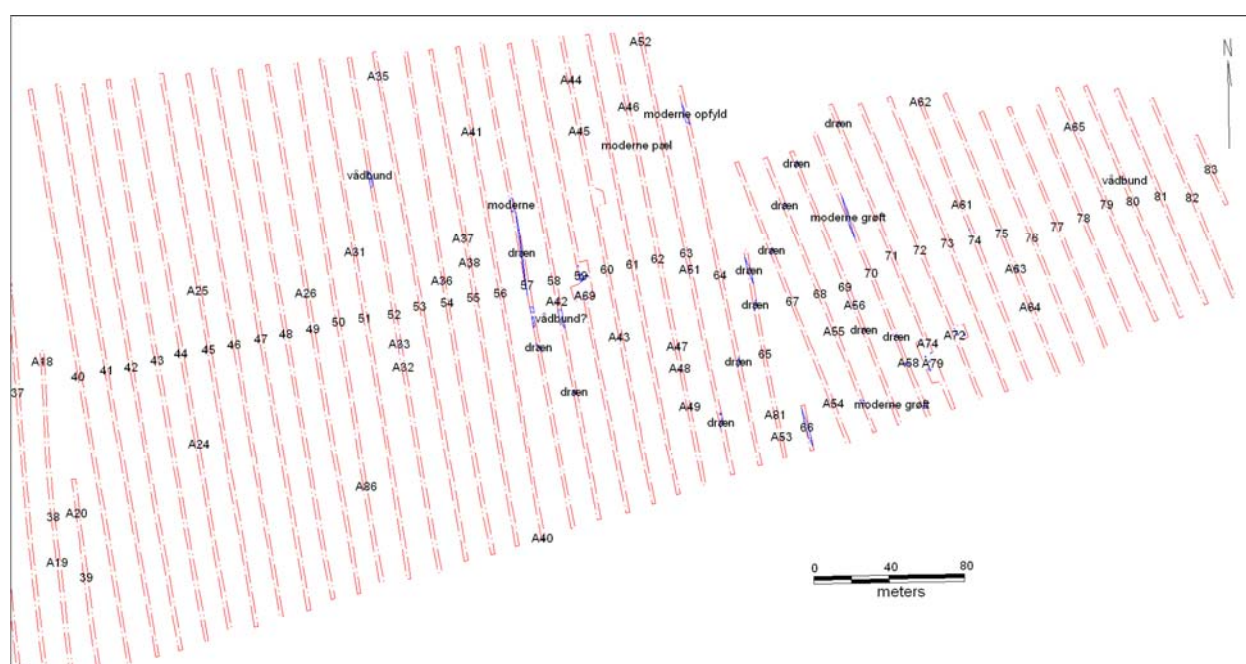 A52
N
A35
A44
A62
A46
moderne opfyld
dræn
A65
A41
A45
moderne pæl
dræn
83
vådbund
vådbund
moderne
dræn
A61
79 80 81 82
moderne grøft
78
77
76
75
74
73
72
71
A37
A31
dræn
63
dræn
62
61
60
59
58
57
A38
A51
64
dræn
70
A63
A36
69
68
67
A25
A26
56
55
54
53
52
51
50
49
48
47
46
45
44
43
42
41
40
A42
A69
dræn
A56
A64
vådbund?
A55
dræn
dræn
A72
A74
A33
dræn
A43
A47
65
A18
A32
A48
dræn
A58
A79
37
dræn
A49
A54
moderne grøft
A81
dræn
66
A24
A53
A86
38
A20
A40
A19
39
0 40 80
meters